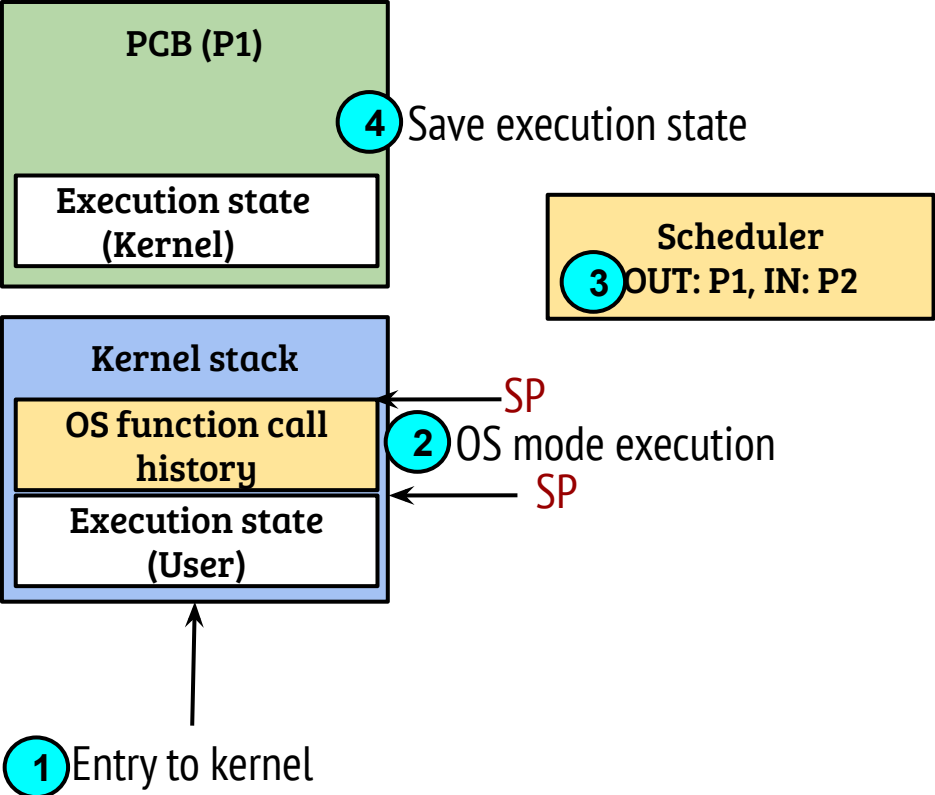 PCB (P1)
4 Save execution state
Execution state
(Kernel)
Scheduler
3 OUT: P1, IN: P2
Kernel stack
SP
OS function call
history
2 OS mode execution
SP
Execution state
(User)
1 Entry to kernel